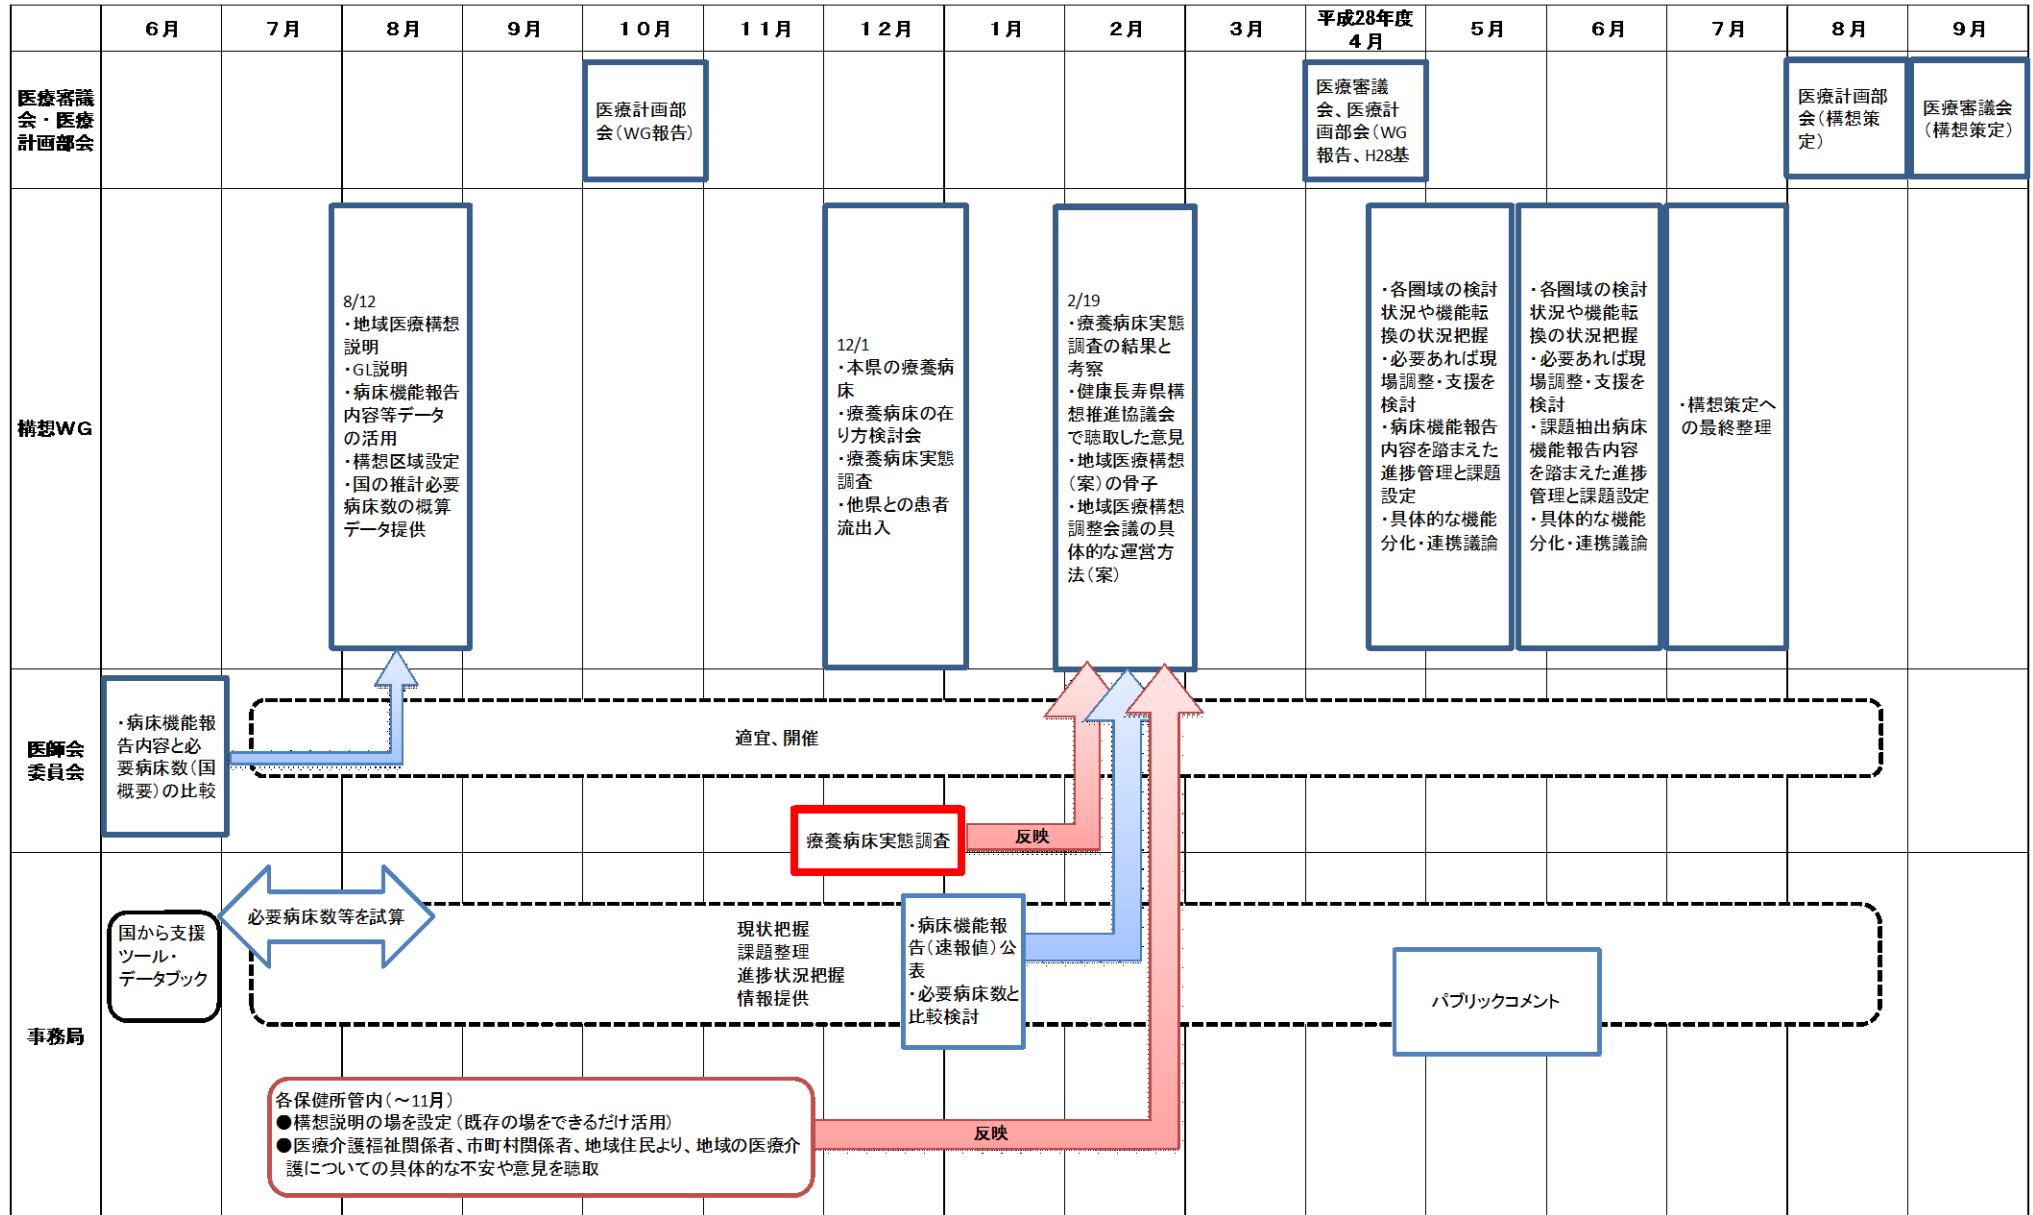 6月
7月
8月
9月
10月
11月
12月
1月
2月
3月
平成28年度
4月
5月
6月
7月
8月
9月
医療審議
会・医療
計画部会
医療計画部
会(WG報告)
医療審議
会、医療計
画部会(WG
報告、H28基
医療計画部
会(構想策
定)
医療審議会
(構想策定)
構想WG
8/12
・地域医療構想
説明
・GL説明
・病床機能報告
内容等データ
の活用
・構想区域設定
・国の推計必要
病床数の概算
データ提供
12/1
・本県の療養病
床
・療養病床の在
り方検討会
・療養病床実態
調査
・他県との患者
流出入
2/19
・療養病床実態
調査の結果と
考察
・健康長寿県構
想推進協議会
で聴取した意見
・地域医療構想
(案)の骨子
・地域医療構想
調整会議の具
体的な運営方
法(案)
・各圏域の検討
状況や機能転
換の状況把握
・必要あれば現
場調整・支援を
検討
・病床機能報告
内容を踏まえた
進捗管理と課題
設定
・具体的な機能
分化・連携議論
・各圏域の検討
状況や機能転
換の状況把握
・必要あれば現
場調整・支援を
検討
・課題抽出病床
機能報告内容
を踏まえた進捗
管理と課題設定
・具体的な機能
分化・連携議論
・構想策定へ
の最終整理
医師会
委員会
・病床機能報
告内容と必
要病床数(国
概要)の比較
適宜、開催
療養病床実態調査
反映
事務局
国から支援
ツール・
データブック
必要病床数等を試算
現状把握
課題整理
進捗状況把握
情報提供
・病床機能報
告(速報値)公
表
・必要病床数と
比較検討
パブリックコメント
各保健所管内(～11月)
●構想説明の場を設定(既存の場をできるだけ活用)
●医療介護福祉関係者、市町村関係者、地域住民より、地域の医療介
護についての具体的な不安や意見を聴取
反映